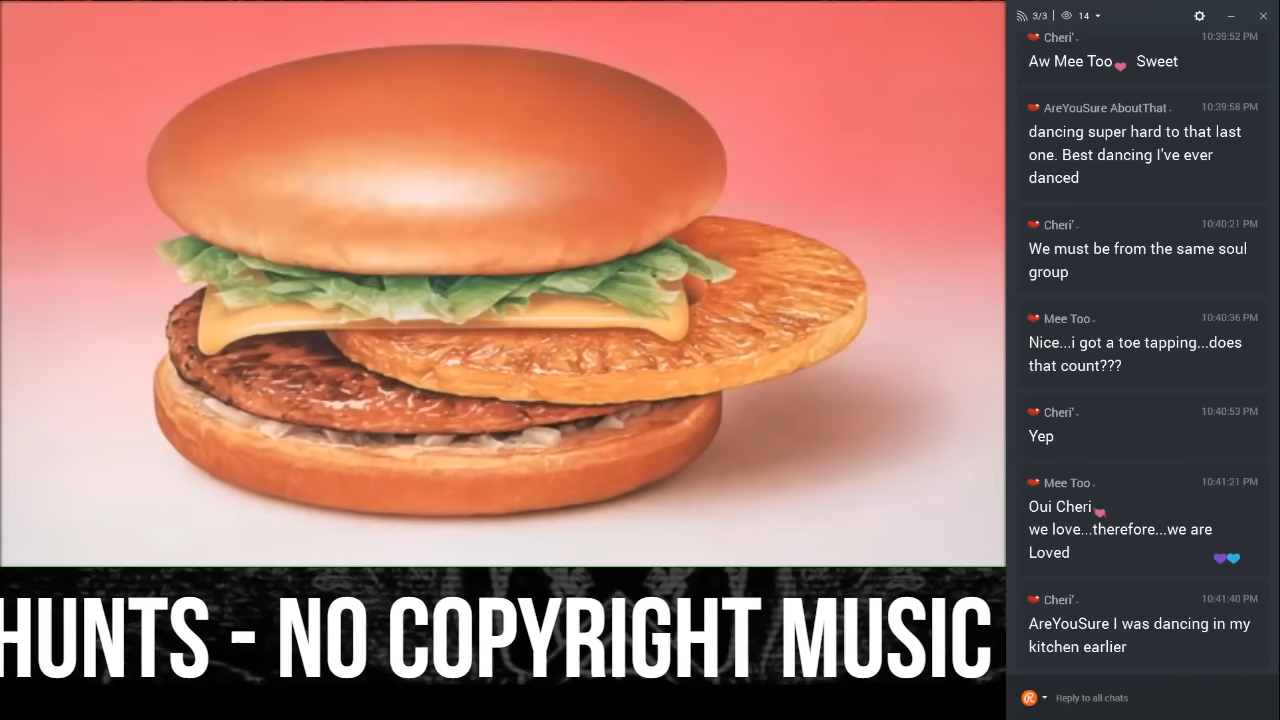 HUNTS - NO COPYRIGHT MUSIC
3/3
14
Cheri'
10:39:52 PM
Aw Mee Too Sweet
AreYouSure AboutThat
10:39:58 PM
dancing super hard to that last
one. Best dancing I've ever
danced
Cheri'
10:40:21 PM
We must be from the same soul
group
Mee Too
10:40:36 PM
Nice...i got a toe tapping...does
that count???
Cheri'
10:40:53 PM
Yep
Mee Too
10:41:21 PM
Oui Cheri
we love...therefore...we are
Loved
Cheri'
10:41:40 PM
AreYouSure I was dancing in my
kitchen earlier
R
Reply to all chats